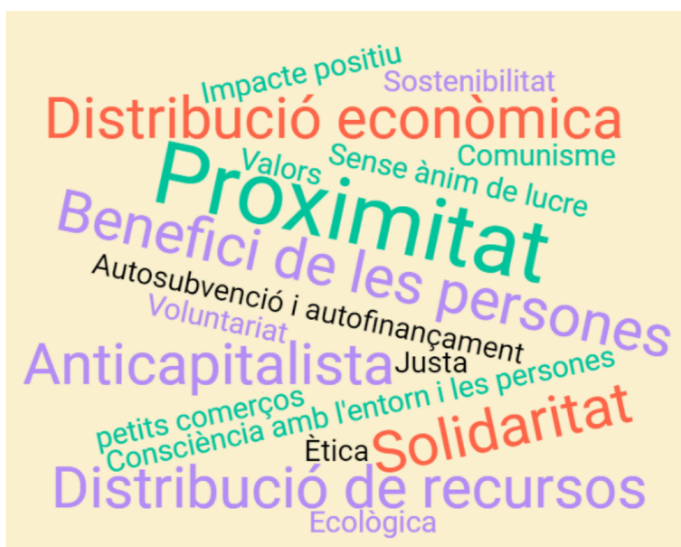 Impacte positiu
Sostenibilitat
Distribució econòmica
Comunisme
Sense ànim de lucre
Valors
Proximitat
Benefici de les persones
Autosubvenció i autofinançament
Voluntariat
Anticapitalista
Justa
petits comerços
Consciència amb l'entorn i les persones
Ètica
Solidaritat
Distribució de recursos
Ecològica